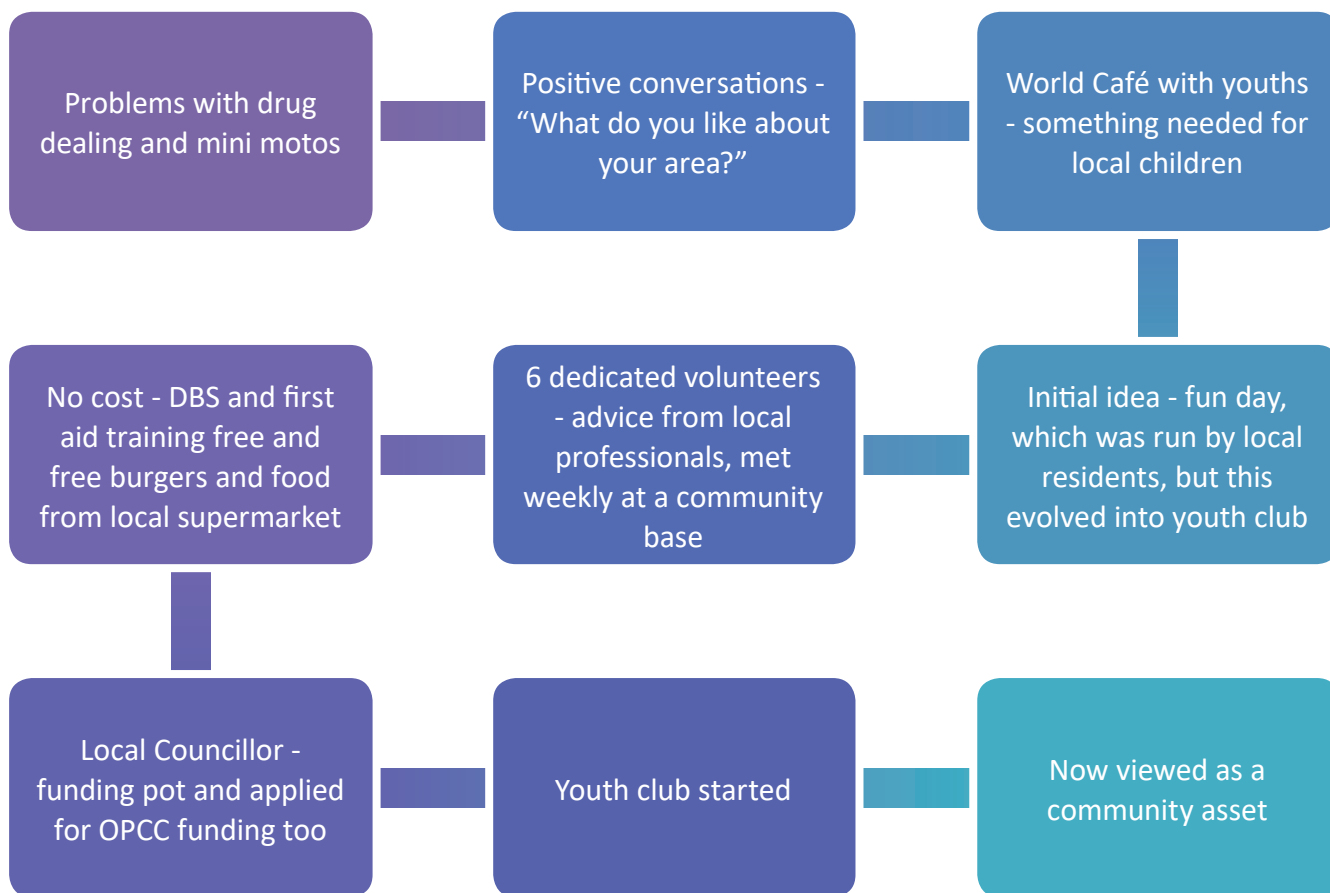 Problems with drug
dealing and mini motos
Positive conversations -
“What do you like about
your area?”
World Café with youths
- something needed for
local children
Initial idea - fun day,
which was run by local
residents, but this
evolved into youth club
6 dedicated volunteers
- advice from local
professionals, met
weekly at a community
base
No cost - DBS and first
aid training free and
free burgers and food
from local supermarket
Local Councillor -
funding pot and applied
for OPCC funding too
Youth club started
Now viewed as a
community asset